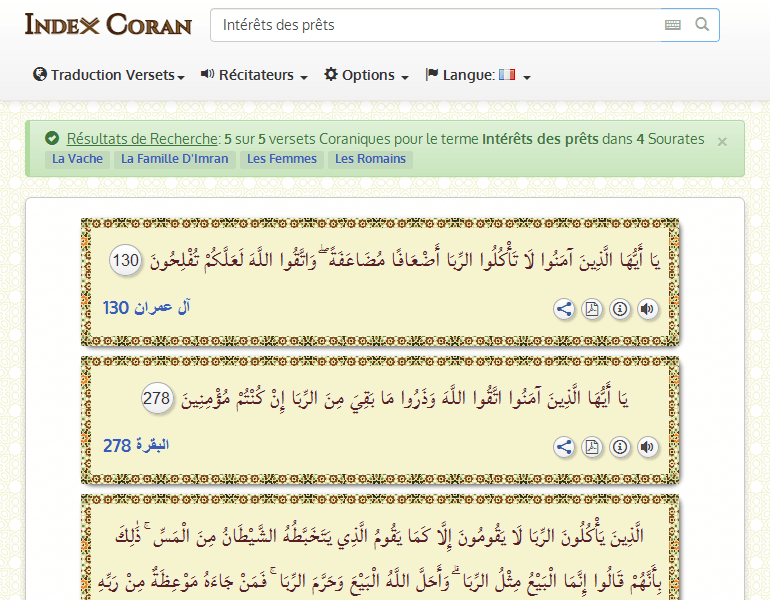 INDEX CORAN
Intérêts des prêts
Traduction Versets Récitateurs Options Langue:
Résultats de Recherche: 5 sur 5 versets Coraniques pour le terme Intérêts des prêts dans 4 Sourates ×
La Vache La Famille D'Imran Les Femmes Les Romains
يَا أَيُّهَا الَّذِينَ آمَنُوا لَا تَأْكُلُوا الرِّبَا أَضْعَافًا مُضَاعَفَةً ۖ وَاتَّقُوا اللَّهَ لَعَلَّكُمْ تُفْلِحُونَ 130
آل عمران 130
يَا أَيُّهَا الَّذِينَ آمَنُوا اتَّقُوا اللَّهَ وَذَرُوا مَا بَقِيَ مِنَ الرِّبَا إِنْ كُنْتُمْ مُؤْمِنِينَ 278
البقرة 278
الَّذِينَ يَأْكُلُونَ الرِّبَا لَا يَقُومُونَ إِلَّا كَمَا يَقُومُ الَّذِي يَتَخَبَّطُهُ الشَّيْطَانُ مِنَ الْمَسِّ ۚ ذَٰلِكَ
بِأَنَّهُمْ قَالُوا إِنَّمَا الْبَيْعُ مِثْلُ الرِّبَا ۗ وَأَحَلَّ اللَّهُ الْبَيْعَ وَحَرَّمَ الرِّبَا ۚ فَمَنْ جَاءَهُ مَوْعِظَةٌ مِنْ رَبِّهِ